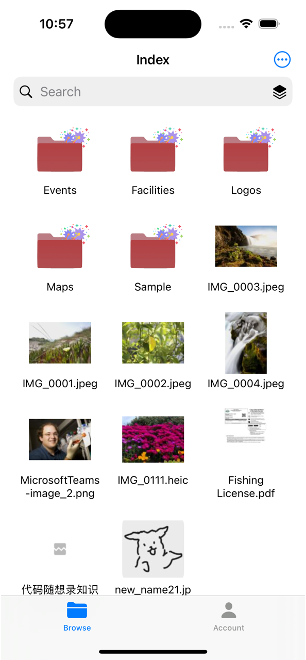 10:57
Index
Search
Events
Facilities
Logos
Maps
Sample
IMG_0003.jpeg
IMG_0001.jpeg
IMG_0002.jpeg
IMG_0004.jpeg
MicrosoftTeams
-image_2.png
IMG_0111.heic
Fishing
License.pdf
代码随想录知识
new_name21.jp
Browse
Account